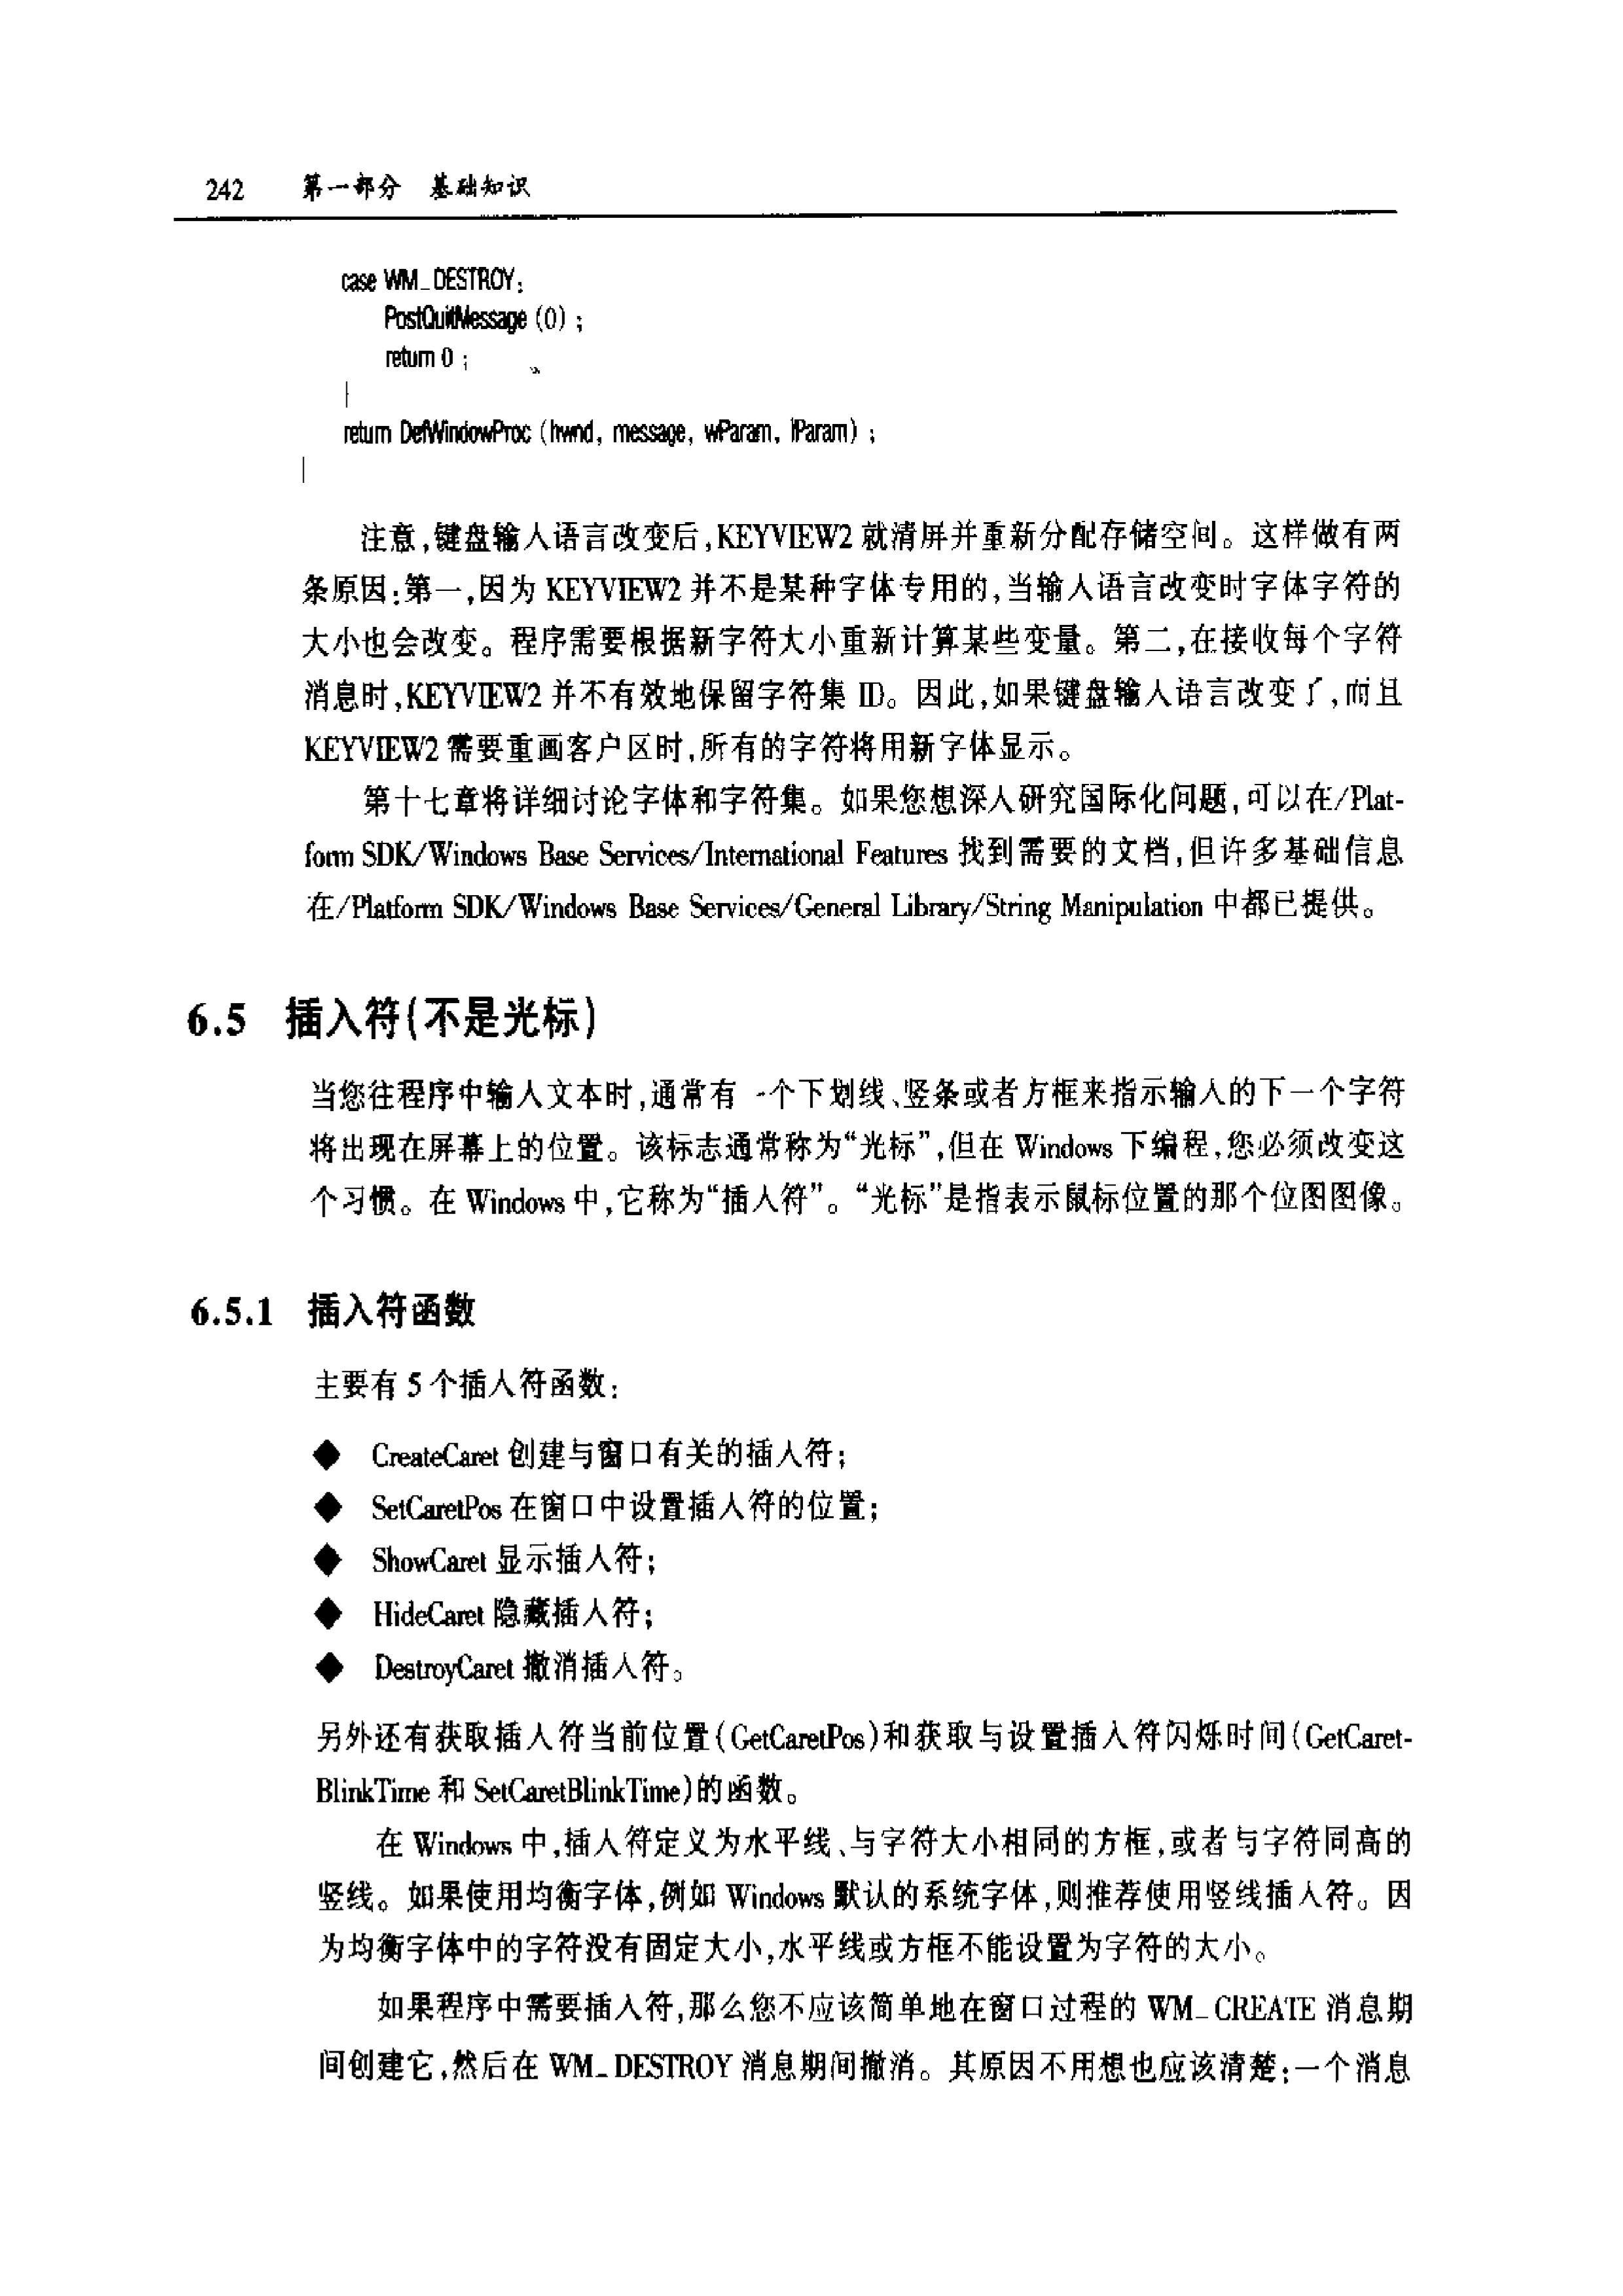 242 第一部分 基础知识
case WM_DESTROY:
PostQuitMessage (0) ;
return 0 ;
}
return DefWindowProc (hwnd, message, wParam, lParam) ;
}
注意,键盘输入语言改变后,KEYVIEW2 就清屏并重新分配存储空间。这样做有两
条原因:第一,因为 KEYVIEW2 并不是某种字体专用的,当输入语言改变时字体字符的
大小也会改变。程序需要根据新字符大小重新计算某些变量。第二,在接收每个字符
消息时,KEYVIEW2 并不有效地保留字符集 ID。因此,如果键盘输入语言改变了,而且
KEYVIEW2 需要重画客户区时,所有的字符将用新字体显示。
第十七章将详细讨论字体和字符集。如果您想深入研究国际化问题,可以在/Plat-
form SDK/Windows Base Services/International Features 找到需要的文档,但许多基础信息
在/Platform SDK/Windows Base Services/General Library/String Manipulation 中都已提供。
6.5 插入符(不是光标)
当您往程序中输入文本时,通常有一个下划线、竖条或者方框来指示输入的下一个字符
将出现在屏幕上的位置。该标志通常称为“光标”,但在 Windows 下编程,您必须改变这
个习惯。在 Windows 中,它称为“插入符”。“光标”是指表示鼠标位置的那个位图图像。
6.5.1 插入符函数
主要有 5 个插入符函数:
◆ CreateCaret 创建与窗口有关的插入符;
◆ SetCaretPos 在窗口中设置插入符的位置;
◆ ShowCaret 显示插入符;
◆ HideCaret 隐藏插入符;
◆ DestroyCaret 撤消插入符。
另外还有获取插入符当前位置(GetCaretPos)和获取与设置插入符闪烁时间(GetCaret-
BlinkTime 和 SetCaretBlinkTime)的函数。
在 Windows 中,插入符定义为水平线、与字符大小相同的方框,或者与字符同高的
竖线。如果使用均衡字体,例如 Windows 默认的系统字体,则推荐使用竖线插入符。因
为均衡字体中的字符没有固定大小,水平线或方框不能设置为字符的大小。
如果程序中需要插入符,那么您不应该简单地在窗口过程的 WM_CREATE 消息期
间创建它,然后在 WM_DESTROY 消息期间撤消。其原因不用想也应该清楚:一个消息